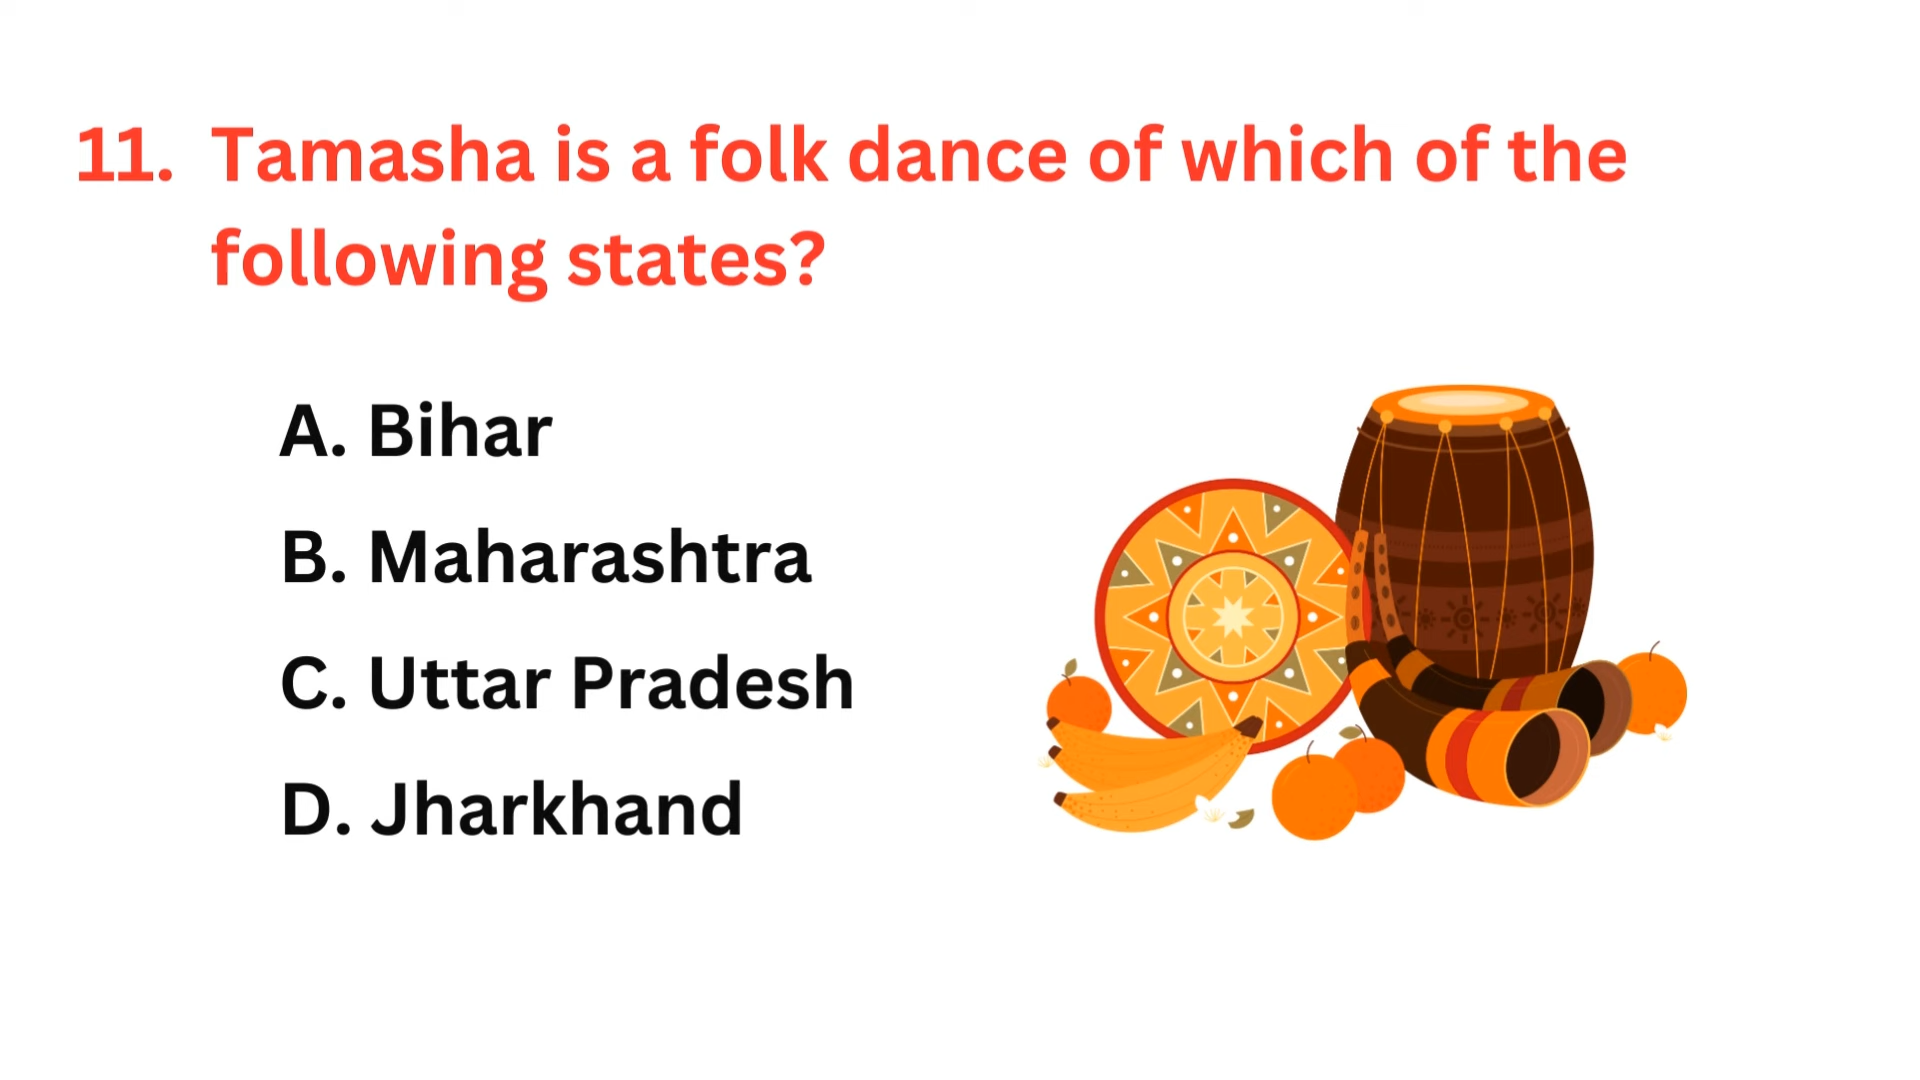 11. Tamasha is a folk dance of which of the
following states?
A. Bihar
B. Maharashtra
C. Uttar Pradesh
D. Jharkhand